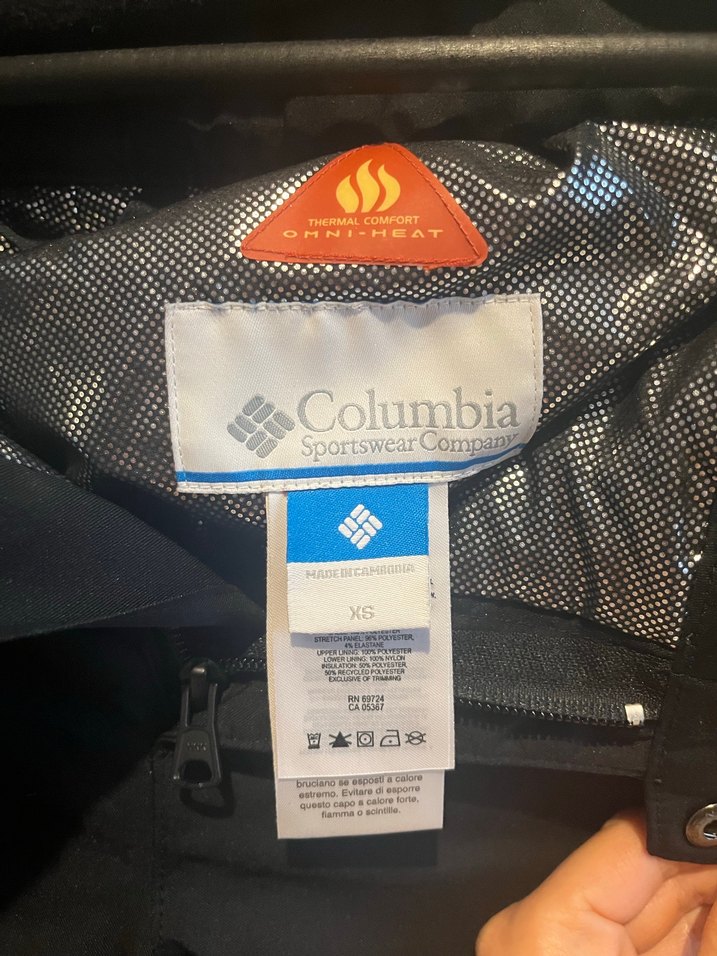 THERMAL COMFORT
OMNI-HEAT
Columbia
Sportswear Company
MADE IN CAMBODIA
XS
POLYESTER
STRETCH PANEL: 96% POLYESTER,
4% ELASTANE
UPPER LINING: 100% POLYESTER
LOWER LINING: 100% NYLON
INSULATION: 50% POLYESTER,
50% RECYCLED POLYESTER
EXCLUSIVE OF TRIMMING
RN 69724
CA 05367
bruciano se esposti a calore
estremo. Evitare di esporre
questo capo a calore forte,
fiamma o scintille.